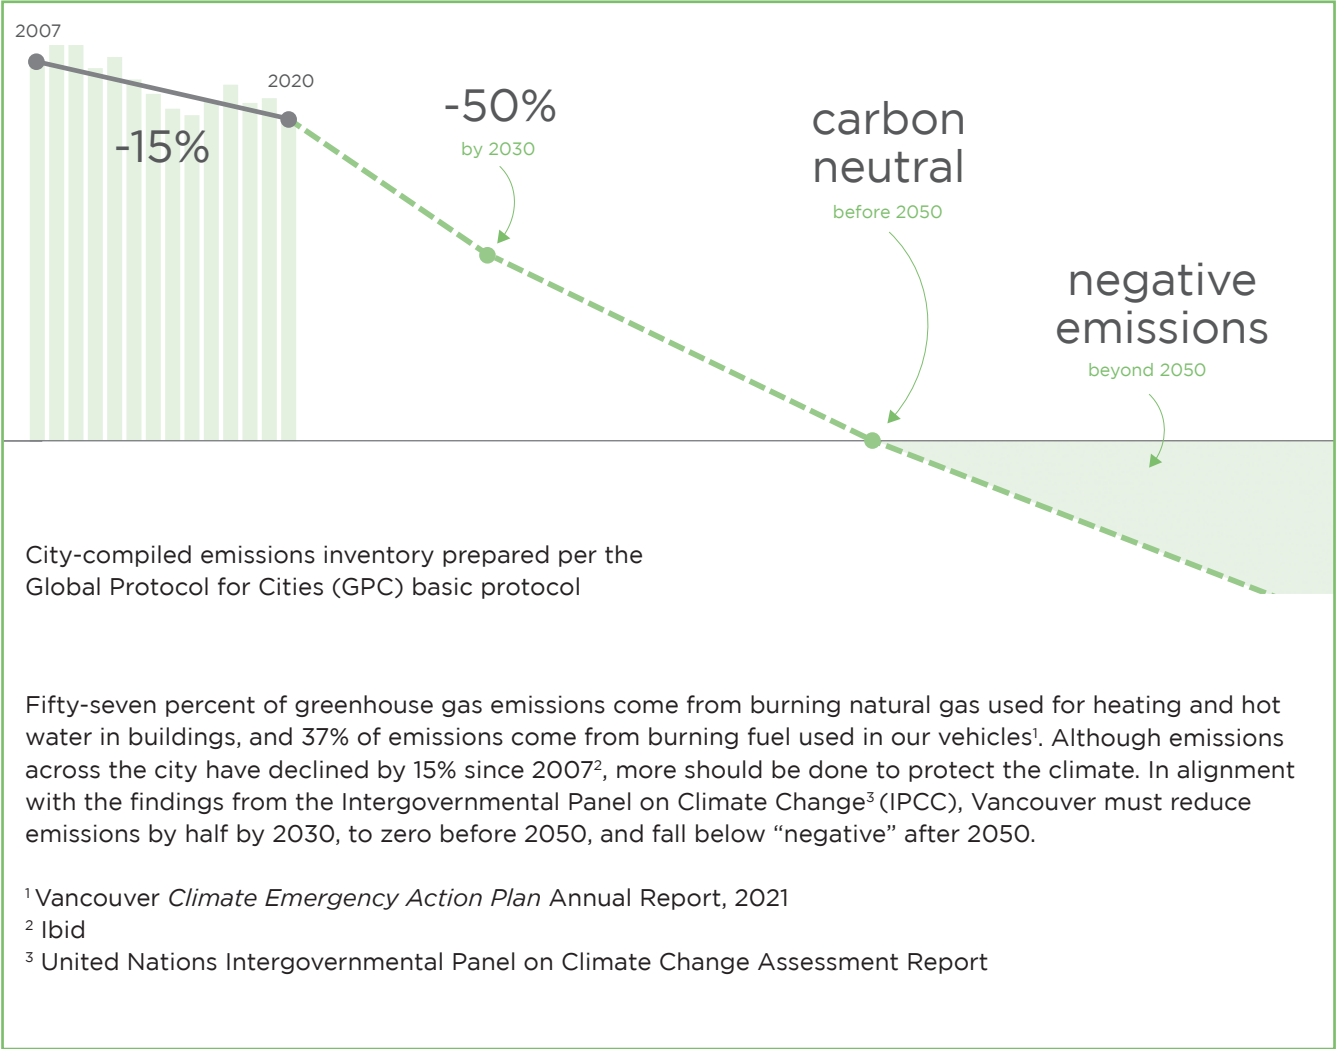 2007
2020
-15%
-50%
by 2030
carbon
neutral
before 2050
negative
emissions
beyond 2050
City-compiled emissions inventory prepared per the
Global Protocol for Cities (GPC) basic protocol
Fifty-seven percent of greenhouse gas emissions come from burning natural gas used for heating and hot
water in buildings, and 37% of emissions come from burning fuel used in our vehicles¹. Although emissions
across the city have declined by 15% since 2007², more should be done to protect the climate. In alignment
with the findings from the Intergovernmental Panel on Climate Change³ (IPCC), Vancouver must reduce
emissions by half by 2030, to zero before 2050, and fall below “negative” after 2050.
¹ Vancouver Climate Emergency Action Plan Annual Report, 2021
² Ibid
³ United Nations Intergovernmental Panel on Climate Change Assessment Report